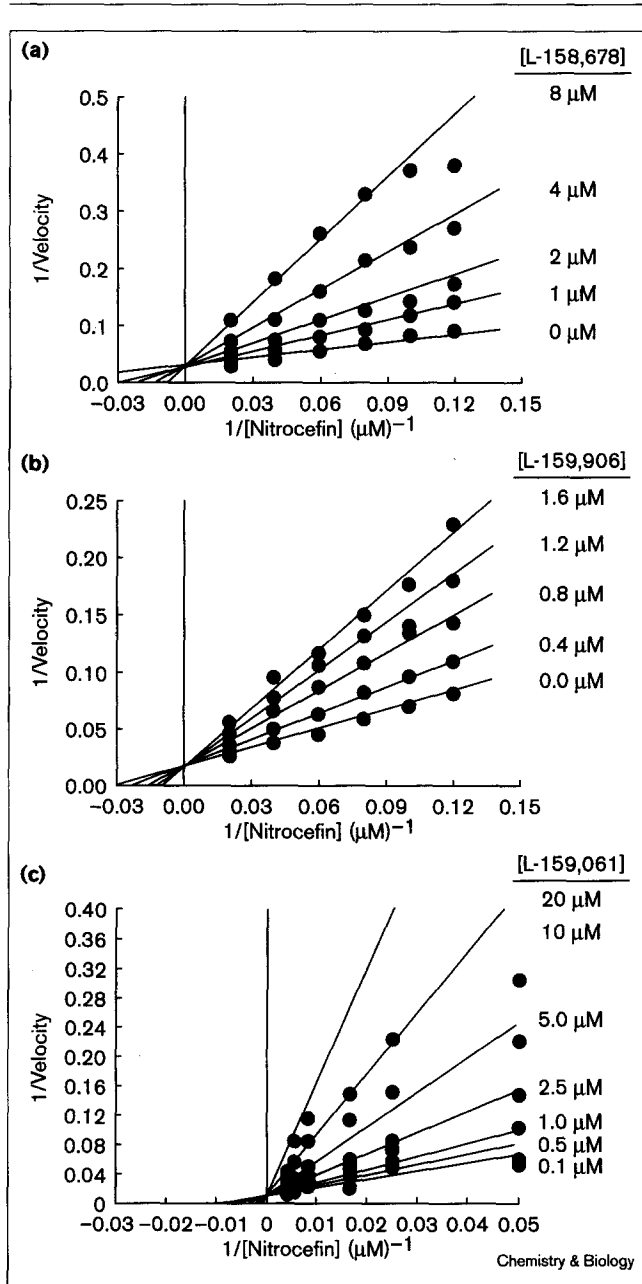 (a)
[L-158,678]
8 μM
4 μM
2 μM
1 μM
0 μM
1/Velocity
0.5
0.4
0.3
0.2
0.1
0.0
−0.03 0.00 0.03 0.06 0.09 0.12 0.15
1/[Nitrocefin] (μM)−1
(b)
[L-159,906]
1.6 μM
1.2 μM
0.8 μM
0.4 μM
0.0 μM
1/Velocity
0.25
0.20
0.15
0.10
0.05
0.00
−0.03 0.00 0.03 0.06 0.09 0.12 0.15
1/[Nitrocefin] (μM)−1
(c)
[L-159,061]
20 μM
10 μM
5.0 μM
2.5 μM
1.0 μM
0.5 μM
0.1 μM
1/Velocity
0.40
0.36
0.32
0.28
0.24
0.20
0.16
0.12
0.08
0.04
0
−0.03 −0.02 −0.01 0 0.01 0.02 0.03 0.04 0.05
1/[Nitrocefin] (μM)−1
Chemistry & Biology